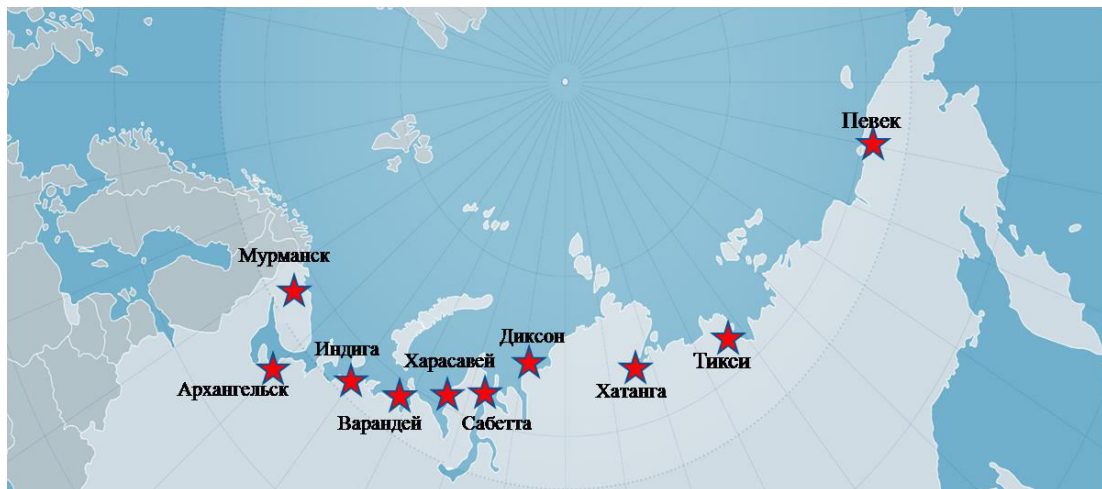 Певек
Мурманск
Диксон
Индига
Харасавей
Тикси
Архангельск
Хатанга
Варандей
Сабетта